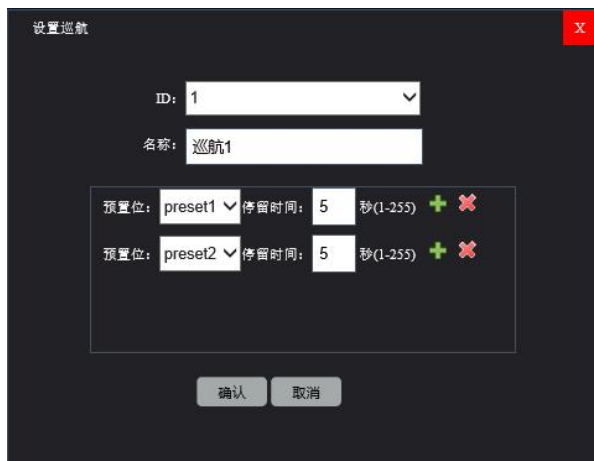 设置巡航 X
ID: 1
名称: 巡航1
预置位: preset1 停留时间: 5 秒(1-255)
预置位: preset2 停留时间: 5 秒(1-255)
确认 取消